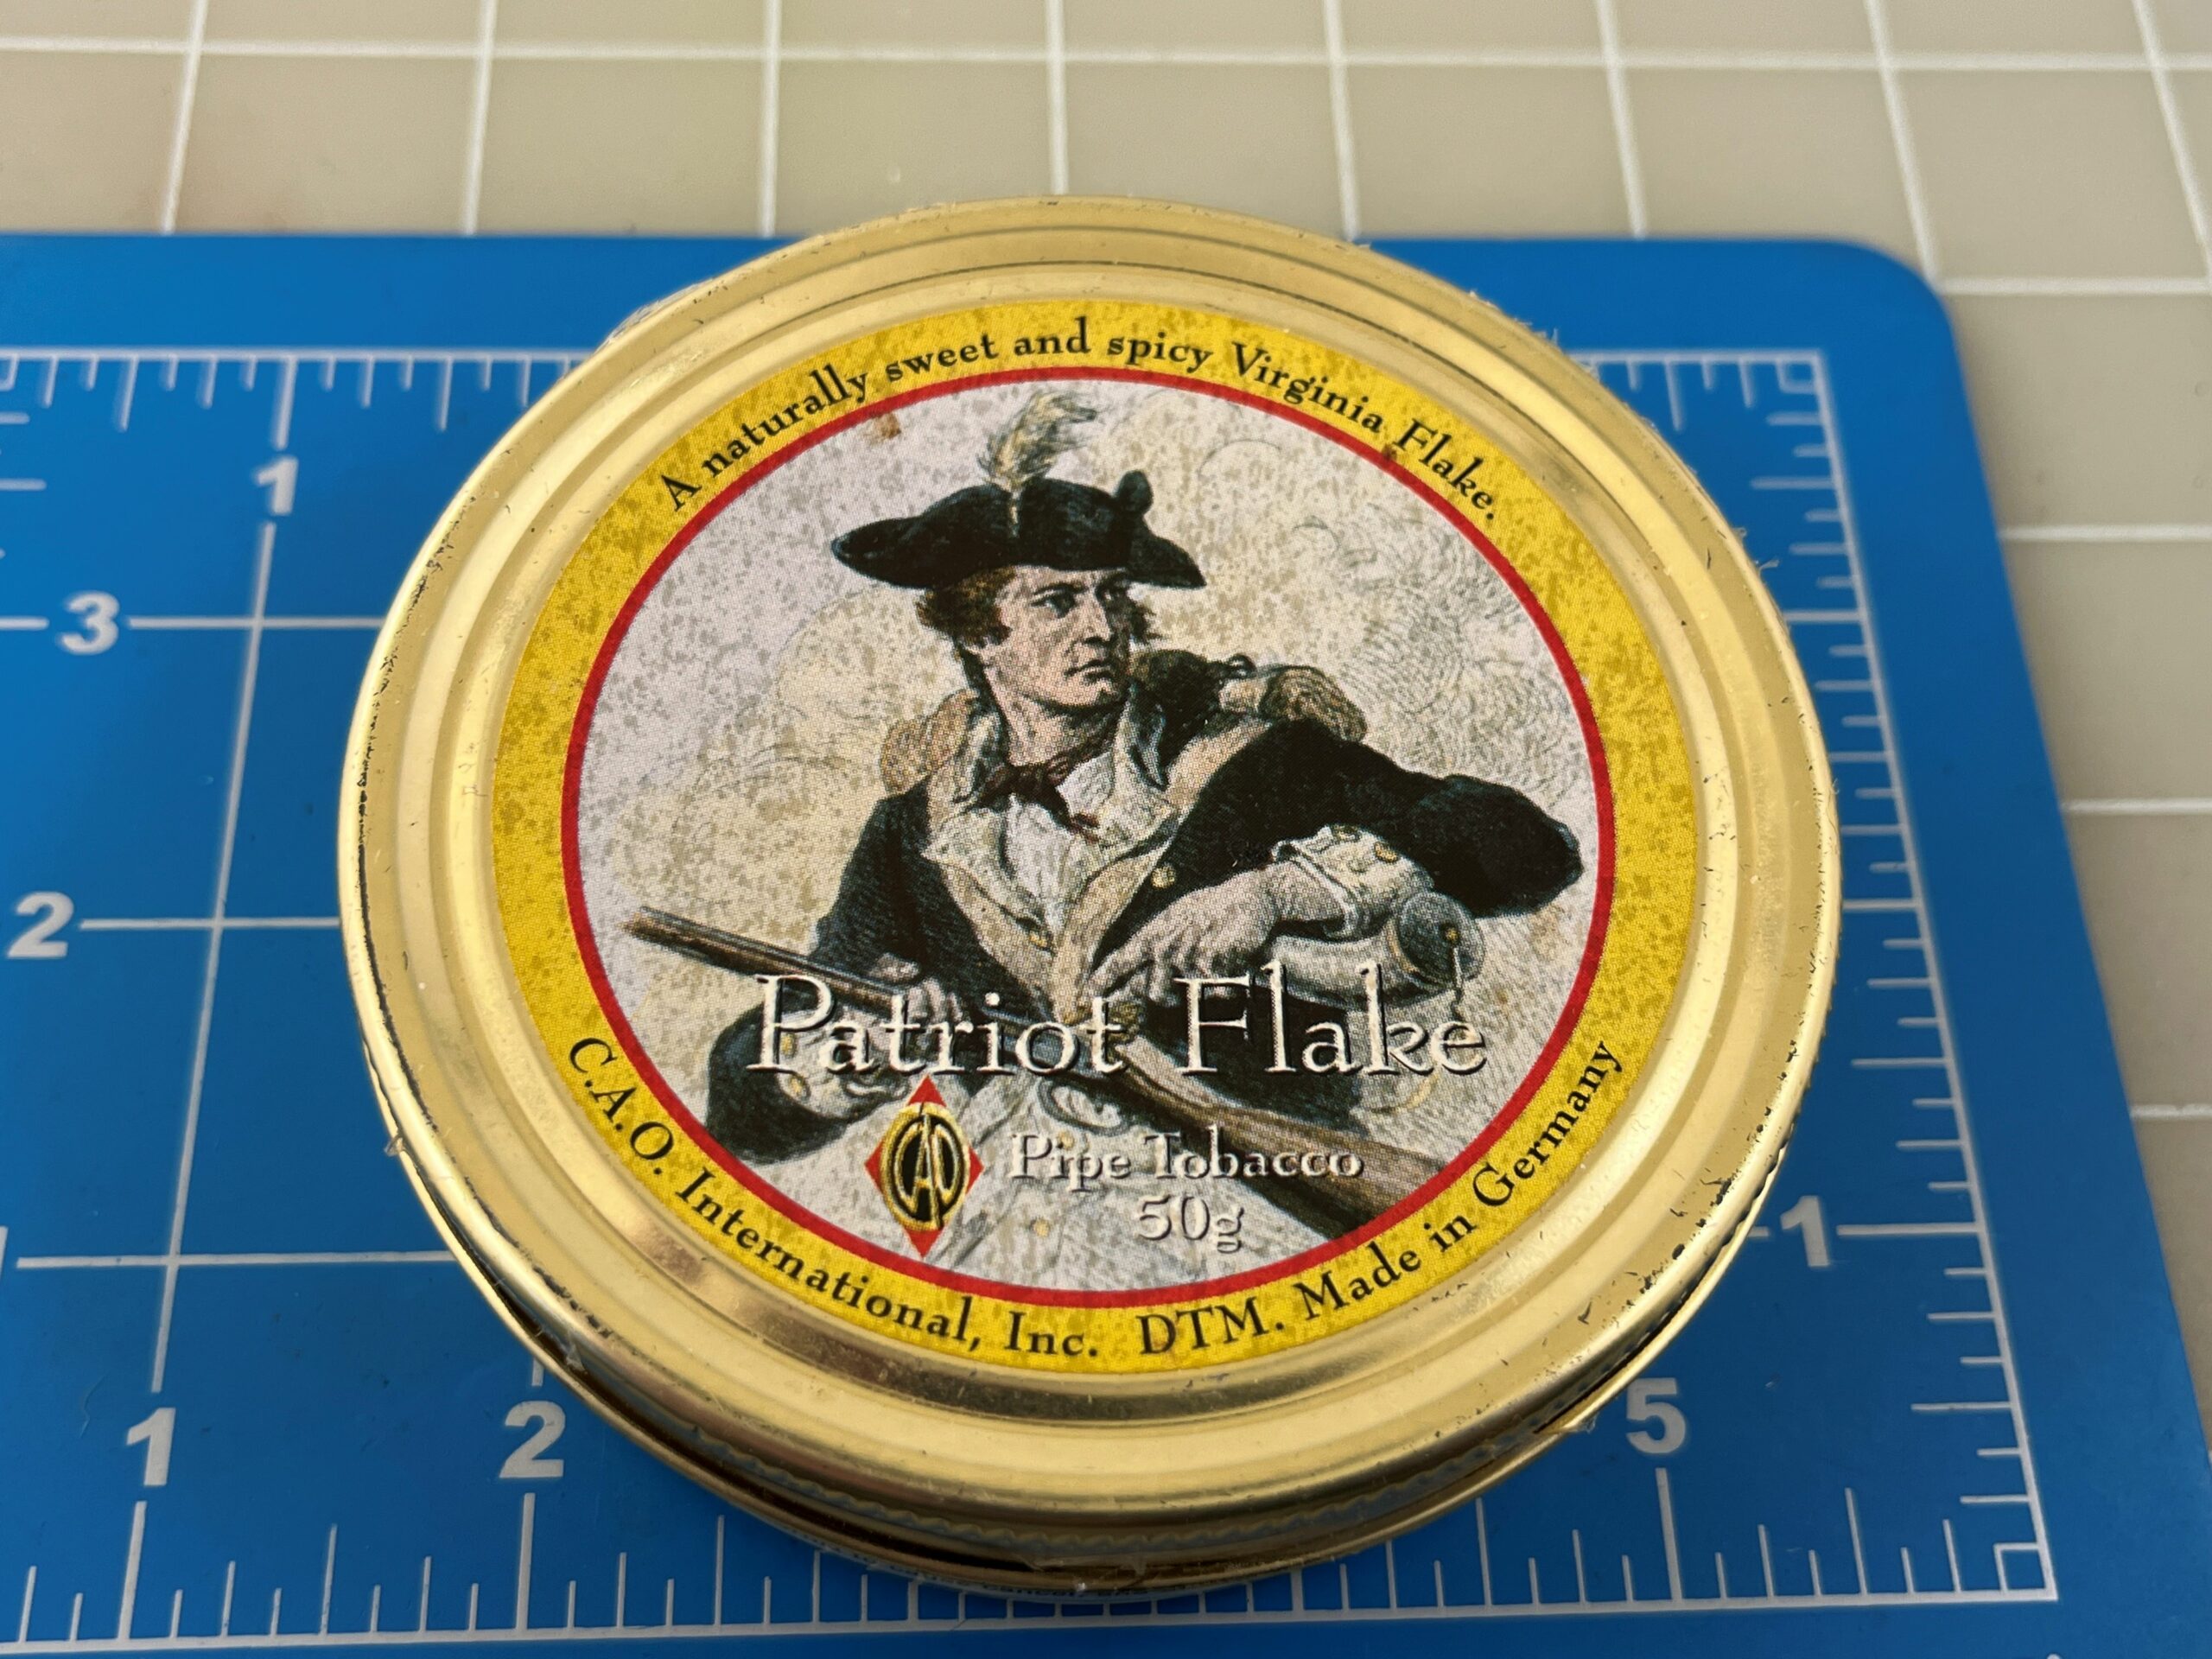 A naturally sweet and spicy Virginia Flake.
Patriot Flake
CAO
Pipe Tobacco
50g
C.A.O. International, Inc. DTM. Made in Germany
1
3
2
1
1
2
5